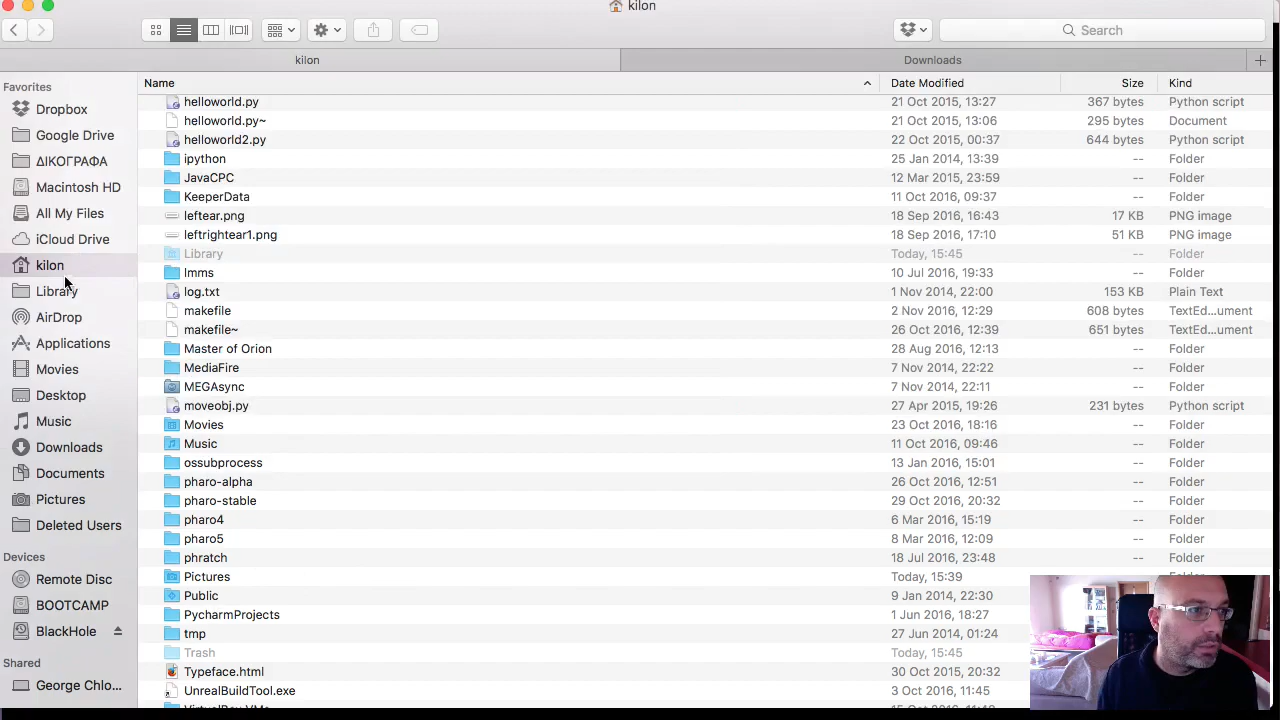 kilon
Search
kilon
Downloads
Favorites
Dropbox
Google Drive
ΔΙΚΟΓΡΑΦΑ
Macintosh HD
All My Files
iCloud Drive
kilon
Library
AirDrop
Applications
Movies
Desktop
Music
Downloads
Documents
Pictures
Deleted Users
Devices
Remote Disc
BOOTCAMP
BlackHole
Shared
George Chlo...
Name Date Modified Size Kind
helloworld.py 21 Oct 2015, 13:27 367 bytes Python script
helloworld.py~ 21 Oct 2015, 13:06 295 bytes Document
helloworld2.py 22 Oct 2015, 00:37 644 bytes Python script
ipython 25 Jan 2014, 13:39 -- Folder
JavaCPC 12 Mar 2015, 23:59 -- Folder
KeeperData 11 Oct 2016, 09:37 -- Folder
leftear.png 18 Sep 2016, 16:43 17 KB PNG image
leftrightear1.png 18 Sep 2016, 17:10 51 KB PNG image
Library Today, 15:45 -- Folder
lmms 10 Jul 2016, 19:33 -- Folder
log.txt 1 Nov 2014, 22:00 153 KB Plain Text
makefile 2 Nov 2016, 12:29 608 bytes TextEd...ument
makefile~ 26 Oct 2016, 12:39 651 bytes TextEd...ument
Master of Orion 28 Aug 2016, 12:13 -- Folder
MediaFire 7 Nov 2014, 22:22 -- Folder
MEGAsync 7 Nov 2014, 22:11 -- Folder
moveobj.py 27 Apr 2015, 19:26 231 bytes Python script
Movies 23 Oct 2016, 18:16 -- Folder
Music 11 Oct 2016, 09:46 -- Folder
ossubprocess 13 Jan 2016, 15:01 -- Folder
pharo-alpha 26 Oct 2016, 12:51 -- Folder
pharo-stable 29 Oct 2016, 20:32 -- Folder
pharo4 6 Mar 2016, 15:19 -- Folder
pharo5 8 Mar 2016, 12:09 -- Folder
phratch 18 Jul 2016, 23:48 -- Folder
Pictures Today, 15:39
Public 9 Jan 2014, 22:30
PycharmProjects 1 Jun 2016, 18:27
tmp 27 Jun 2014, 01:24
Trash Today, 15:45
Typeface.html 30 Oct 2015, 20:32
UnrealBuildTool.exe 3 Oct 2016, 11:45